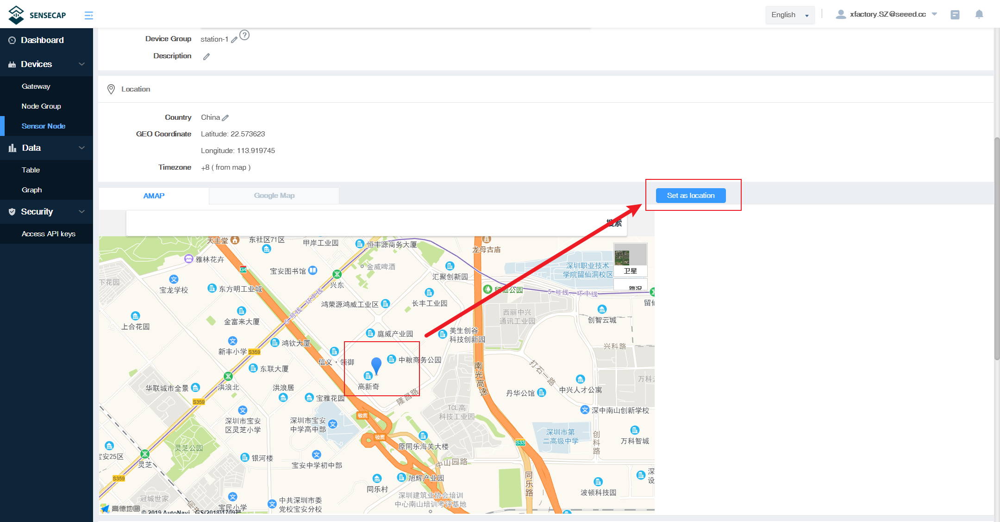 SENSECAP
English
xfactory.SZ@seeed.cc
Dashboard
Devices
Gateway
Node Group
Sensor Node
Data
Table
Graph
Security
Access API keys
Device Group station-1
?
Description
Location
Country China
GEO Coordinate Latitude: 22.573623
Longitude: 113.919745
Timezone +8 ( from map )
AMAP
Google Map
Set as location
搜索
天主堂
东社区71区
甲岸工业园
恒丰源商务大厦
龙母古庙
雅林花卉
G4
宝安图书馆
金威啤酒
深圳职业技术
学院留仙洞校区
卫星
路况
下花园
宝龙学校
东方明工业城
兴东
汇聚创新园
留仙公园
5号线
环中线
留仙
5号线
环中线
鸿荣源鸿威工业区
长丰工业园
西丽中兴
通讯工业园
创智云城
上合花园
金富来大厦
庭威产业园
美生创谷
科技创新园
新丰小学
S359
鸿钦大厦
兴科路
信义·领御
中粮商务公园
东联大厦
高新奇
南光高速
打石一路
万科云
华联城市全景
洪浪北
洪浪居
宝雅花园
隆昌路
丹华公馆
中兴人才公寓
S359
TCL高
科技工业园
深中南山创新学校
收费
深圳市宝安
区灵芝小学
深圳市宝安
中学高中部
收费
深圳市第
二高级中学
创科路
万科智城
S33
灵芝公园
原同乐海关大楼
宝安25区
灵芝
银河楼
宝安中学初中部
中山园路
S359
旭辉产业园
同乐路
深
设
同乐村
波顿科技园
冠城世家
深圳建筑业协会培训
中心南山培训考评基地
宝民小学
中共深圳市委
党校宝安分校
高德地图
© 2019 AutoNavi - GS(2018)1709号